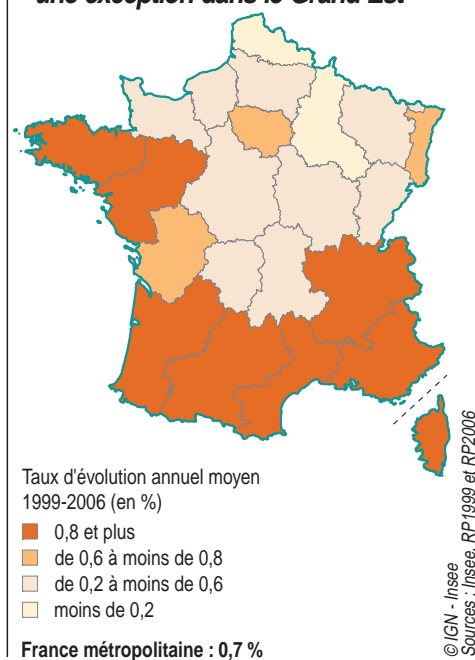 une exception dans le Grand Est
Taux d'évolution annuel moyen
1999-2006 (en %)
0,8 et plus
de 0,6 à moins de 0,8
de 0,2 à moins de 0,6
moins de 0,2
France métropolitaine : 0,7 %
© IGN - Insee
Sources : Insee, RP1999 et RP2006